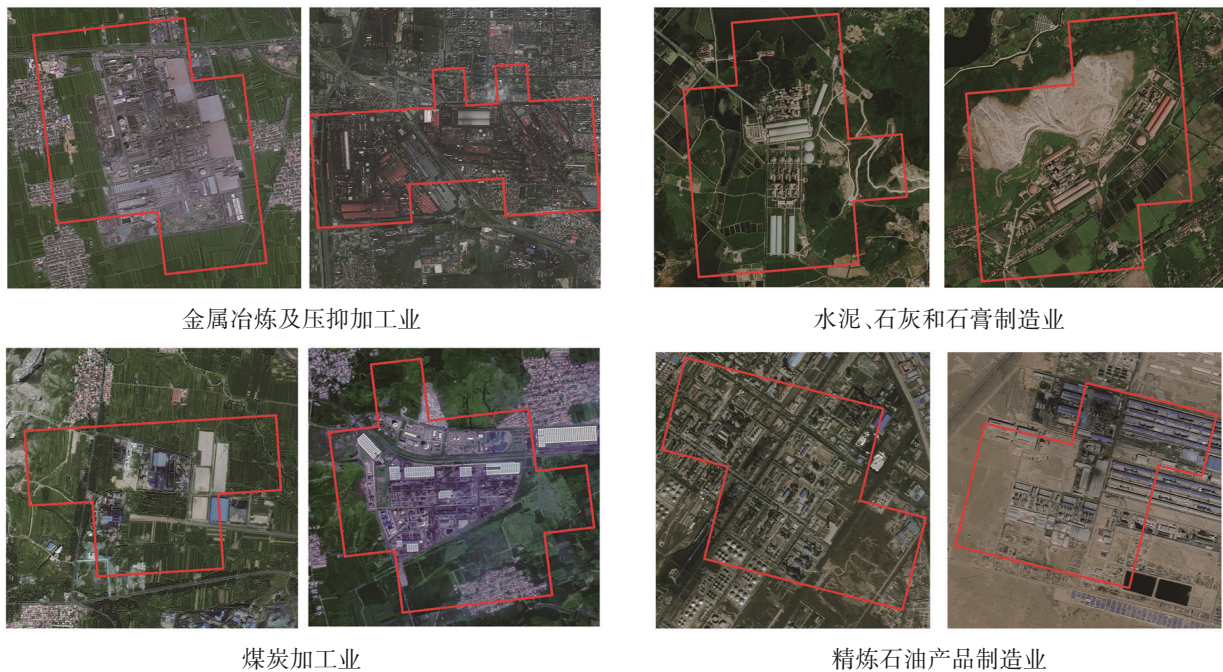 金属冶炼及压抑加工业
水泥、石灰和石膏制造业
煤炭加工业
精炼石油产品制造业